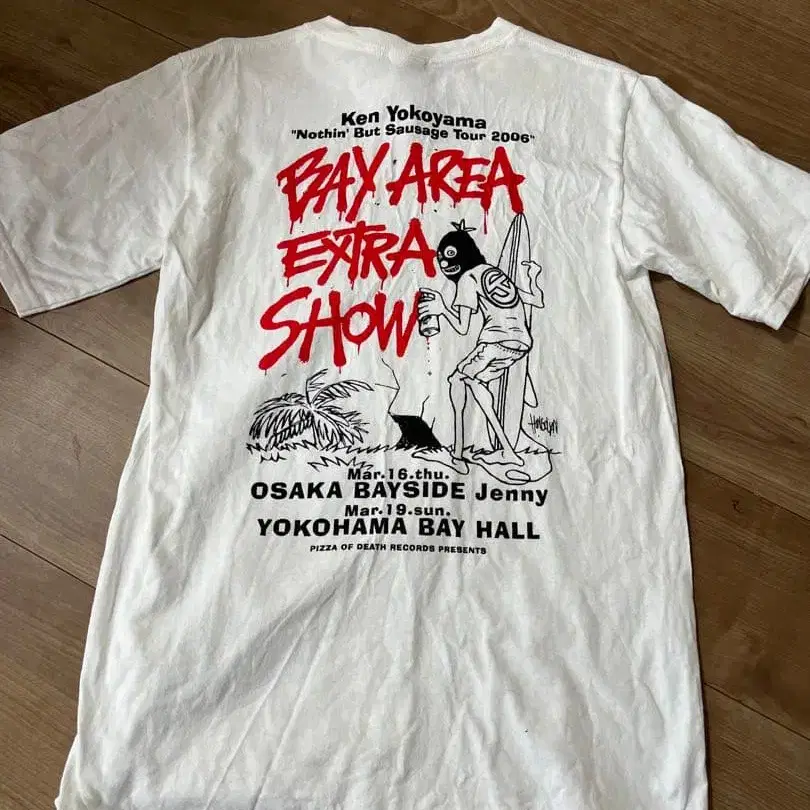 Ken Yokoyama
"Nothin' But Sausage Tour 2006"
BAY AREA
EXTRA
SHOW
Mar.16.thu.
OSAKA BAYSIDE Jenny
Mar.19.sun.
YOKOHAMA BAY HALL
PIZZA OF DEATH RECORDS PRESENTS